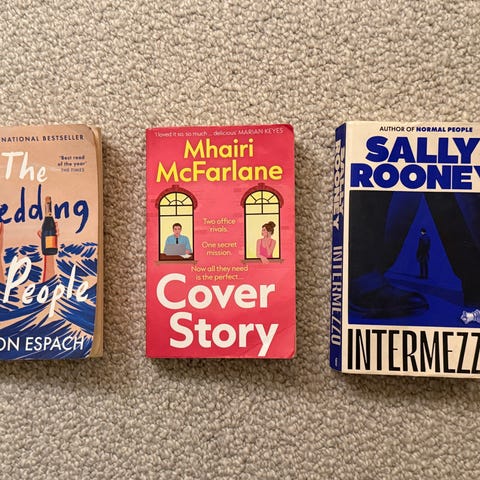 NATIONAL BESTSELLER
The
'Best read
of the year'
THE TIMES
edding
People
ON ESPACH
'I loved it so, so much ... delicious' MARIAN KEYES
Mhairi
McFarlane
Two office
rivals.
One secret
mission.
Now all they need
is the perfect...
Cover
Story
ROONEY INTERMEZZO
AUTHOR OF NORMAL PEOPLE
SALLY
ROONEY
INTERMEZZ